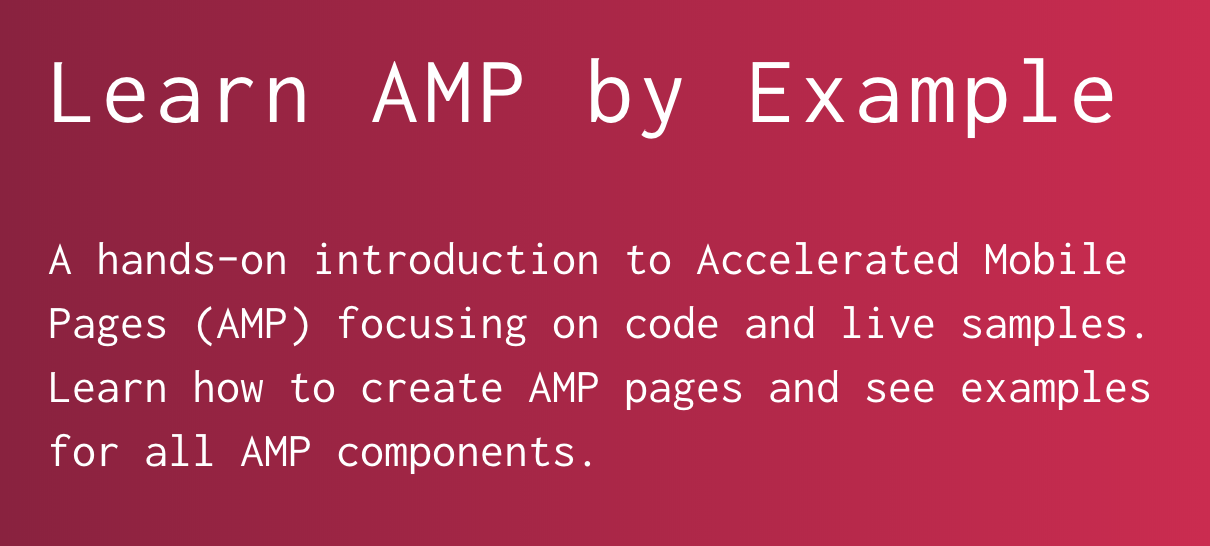 Learn AMP by Example
A hands-on introduction to Accelerated Mobile
Pages (AMP) focusing on code and live samples.
Learn how to create AMP pages and see examples
for all AMP components.